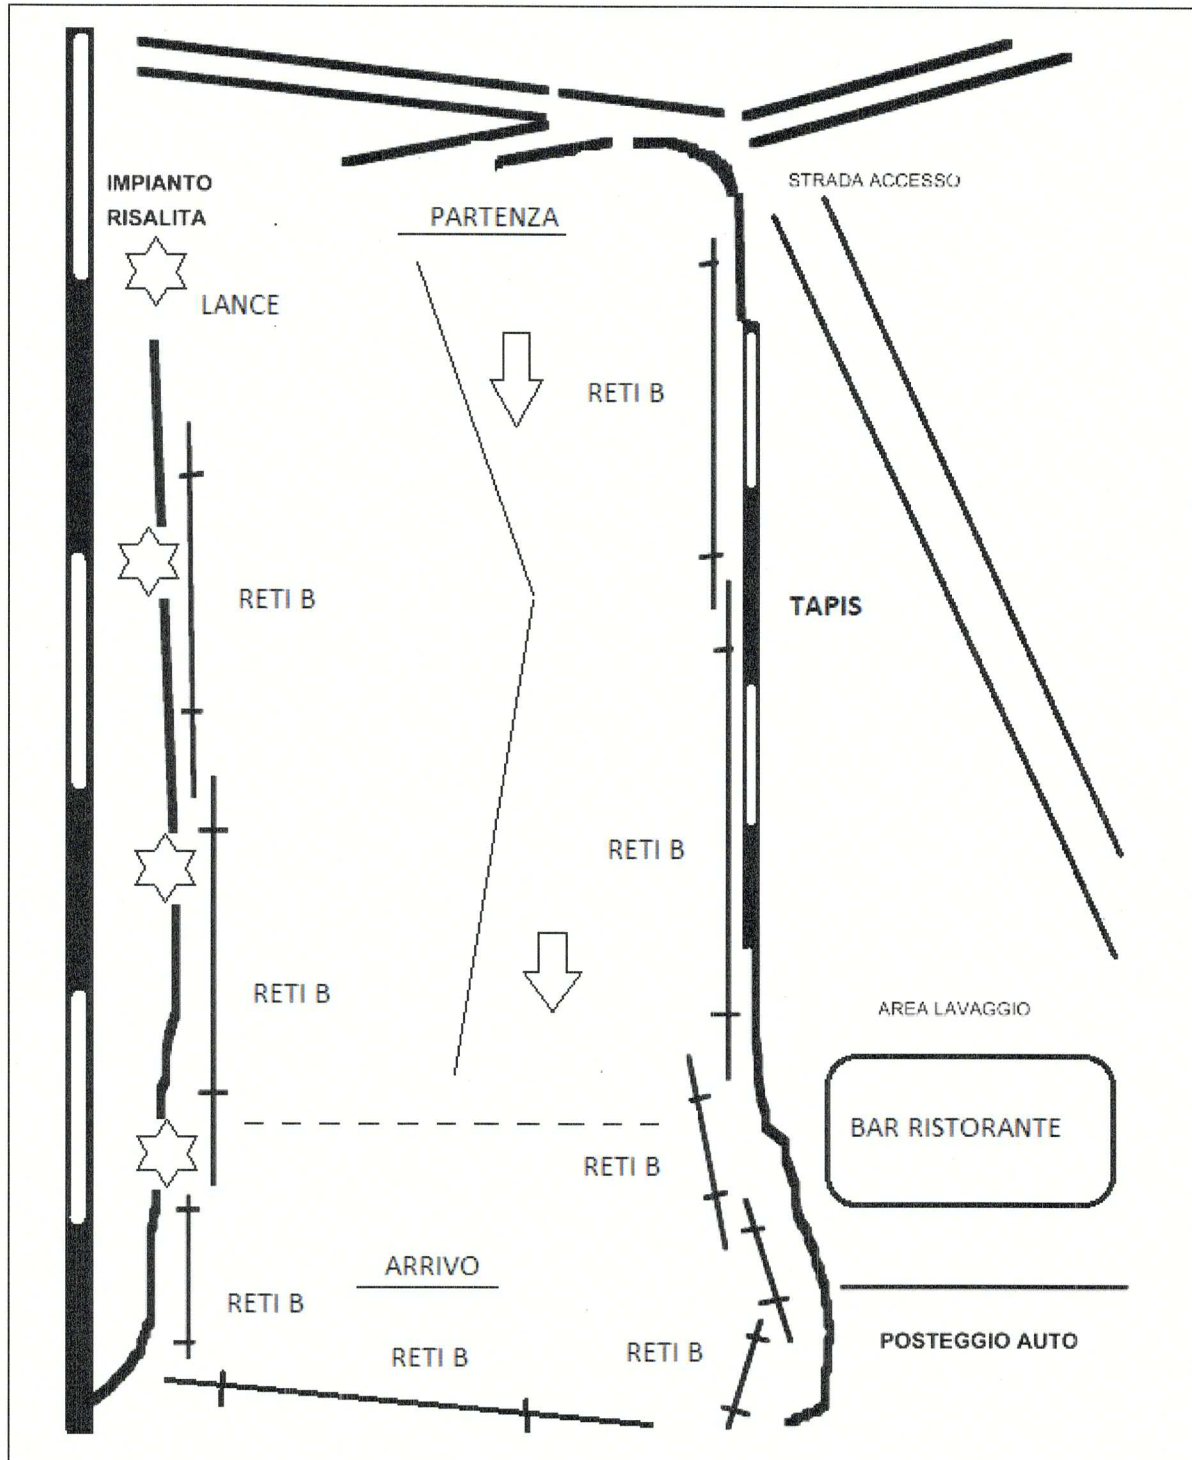 IMPIANTO
RISALITA
STRADA ACCESSO
PARTENZA
LANCE
RETI B
RETI B
TAPIS
RETI B
RETI B
AREA LAVAGGIO
BAR RISTORANTE
RETI B
ARRIVO
RETI B
POSTEGGIO AUTO
RETI B
RETI B